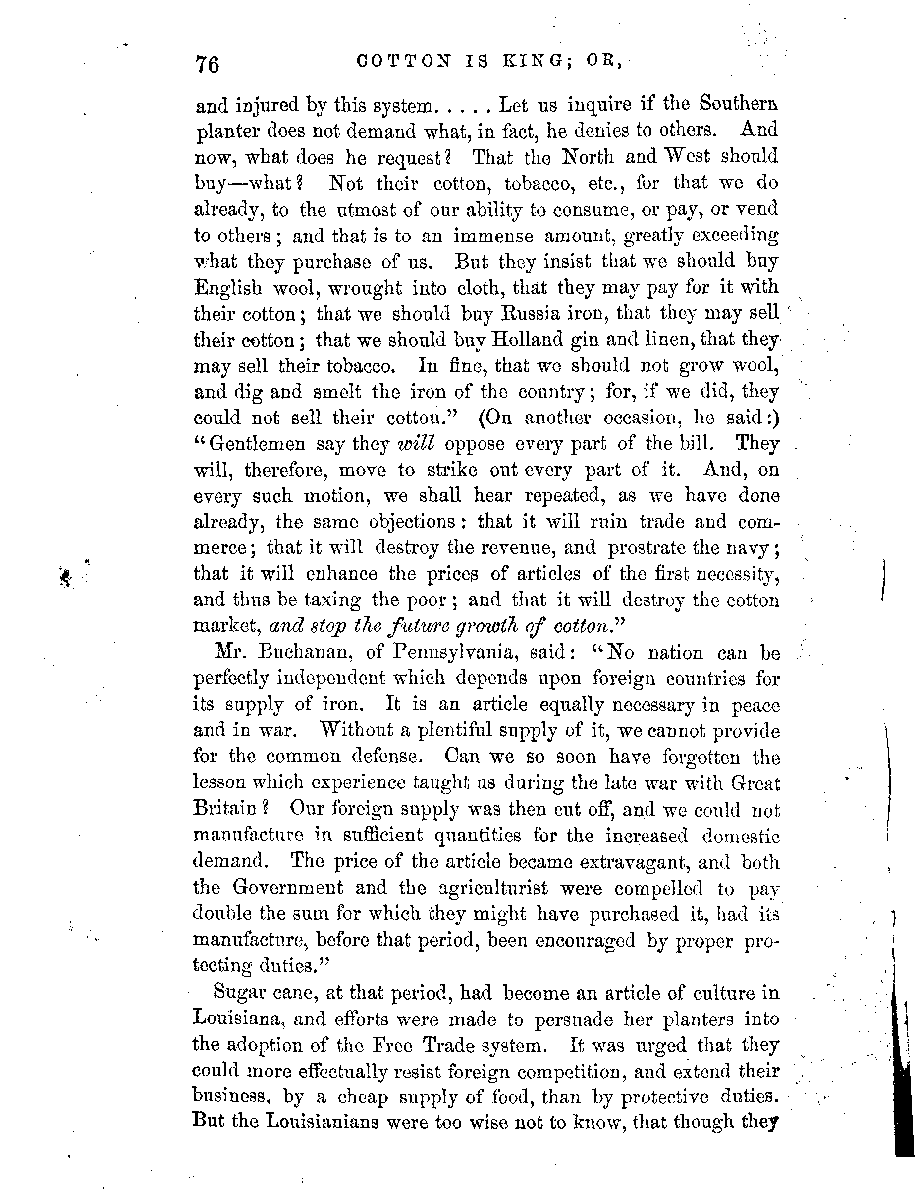 76 COTTON IS KING; OR,
and injured by this system. . . . . Let us inquire if the Southern
planter does not demand what, in fact, he denies to others. And
now, what does he request? That the North and West should
buy—what? Not their cotton, tobacco, etc., for that we do
already, to the utmost of our ability to consume, or pay, or vend
to others; and that is to an immense amount, greatly exceeding
what they purchase of us. But they insist that we should buy
English wool, wrought into cloth, that they may pay for it with
their cotton; that we should buy Russia iron, that they may sell
their cotton; that we should buy Holland gin and linen, that they
may sell their tobacco. In fine, that we should not grow wool,
and dig and smelt the iron of the country; for, if we did, they
could not sell their cotton.” (On another occasion, he said:)
“Gentlemen say they will oppose every part of the bill. They
will, therefore, move to strike out every part of it. And, on
every such motion, we shall hear repeated, as we have done
already, the same objections: that it will ruin trade and com-
merce; that it will destroy the revenue, and prostrate the navy;
that it will enhance the prices of articles of the first necessity,
and thus be taxing the poor; and that it will destroy the cotton
market, and stop the future growth of cotton.”
Mr. Buchanan, of Pennsylvania, said: “No nation can be
perfectly independent which depends upon foreign countries for
its supply of iron. It is an article equally necessary in peace
and in war. Without a plentiful supply of it, we cannot provide
for the common defense. Can we so soon have forgotten the
lesson which experience taught us during the late war with Great
Britain? Our foreign supply was then cut off, and we could not
manufacture in sufficient quantities for the increased domestic
demand. The price of the article became extravagant, and both
the Government and the agriculturist were compelled to pay
double the sum for which they might have purchased it, had its
manufacture, before that period, been encouraged by proper pro-
tecting duties.”
Sugar cane, at that period, had become an article of culture in
Louisiana, and efforts were made to persuade her planters into
the adoption of the Free Trade system. It was urged that they
could more effectually resist foreign competition, and extend their
business, by a cheap supply of food, than by protective duties.
But the Louisianians were too wise not to know, that though they